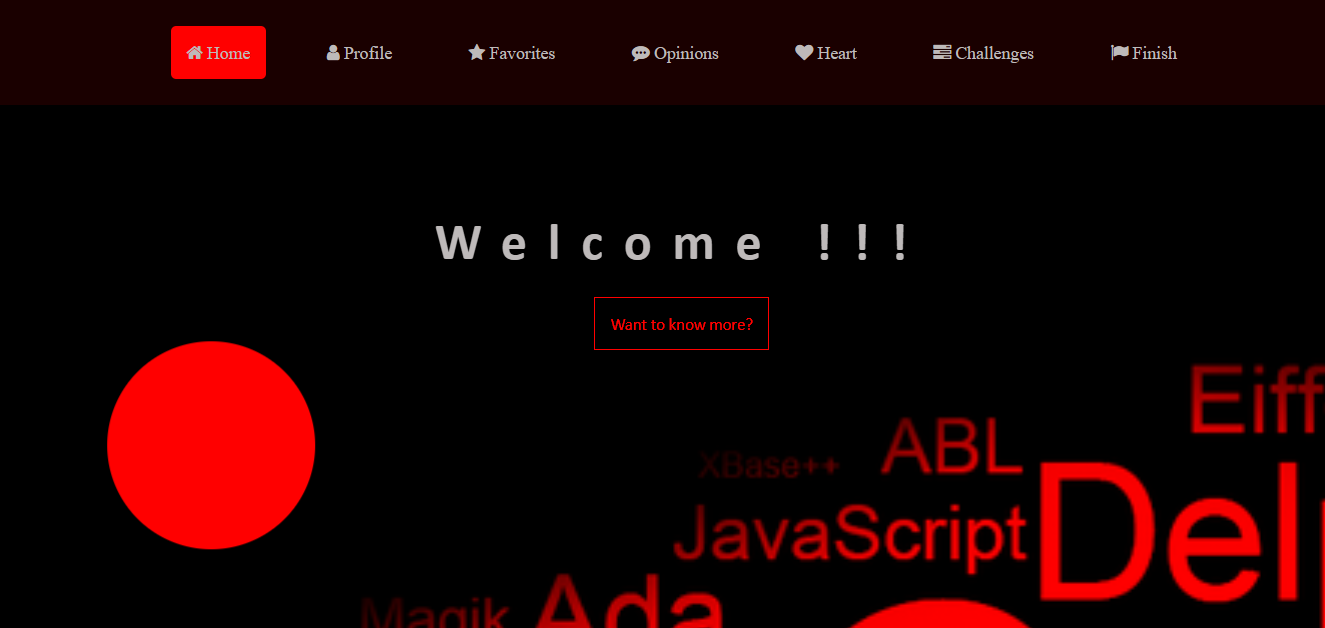 Home Profile Favorites Opinions Heart Challenges Finish
Welcome !!!
Want to know more?
Eiff
ABL
XBase++
JavaScript
Del
Magik
Ada